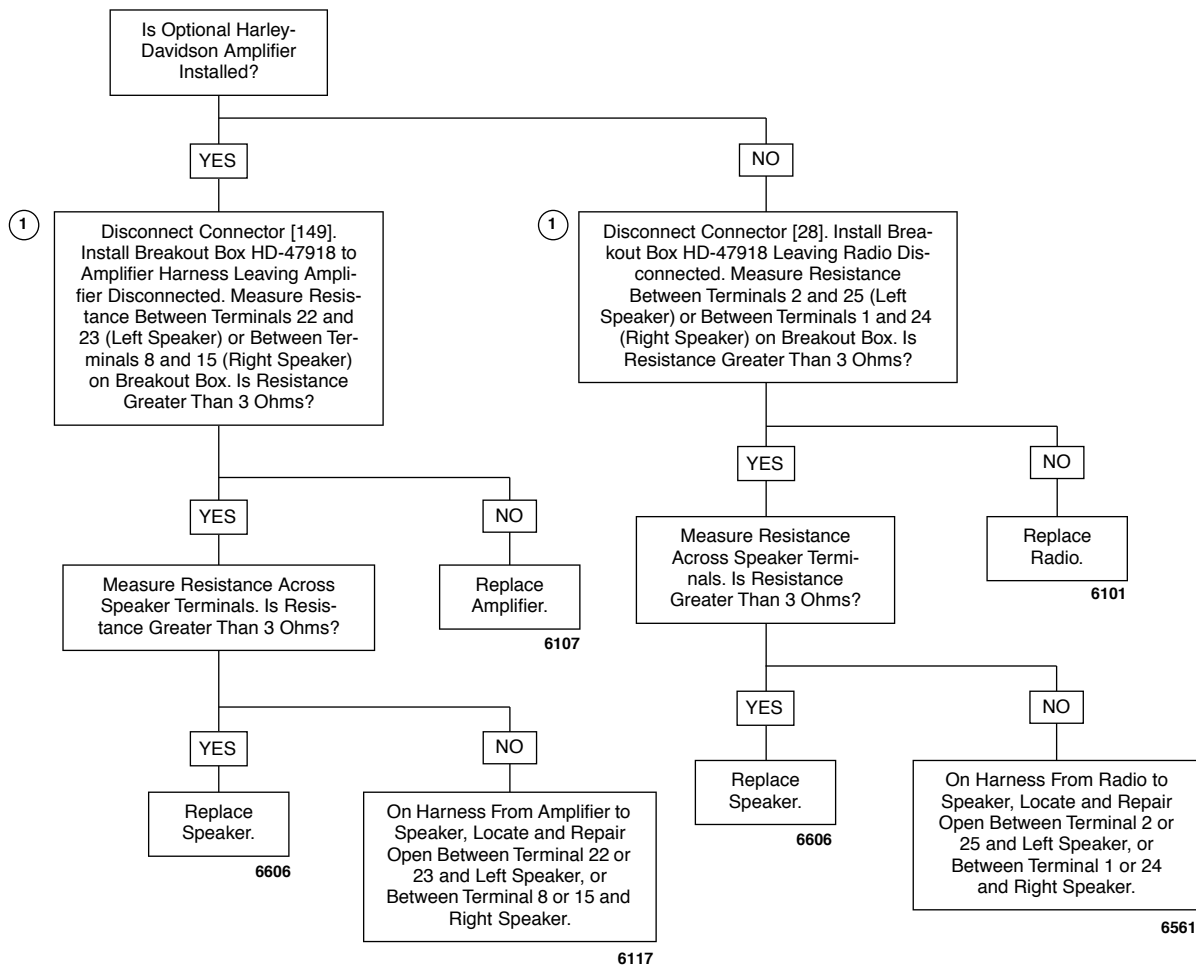 Is Optional Harley-
Davidson Amplifier
Installed?
YES
NO
1
Disconnect Connector [149].
Install Breakout Box HD-47918 to
Amplifier Harness Leaving Ampli-
fier Disconnected. Measure Resis-
tance Between Terminals 22 and
23 (Left Speaker) or Between Ter-
minals 8 and 15 (Right Speaker)
on Breakout Box. Is Resistance
Greater Than 3 Ohms?
1
Disconnect Connector [28]. Install Brea-
kout Box HD-47918 Leaving Radio Dis-
connected. Measure Resistance
Between Terminals 2 and 25 (Left
Speaker) or Between Terminals 1 and 24
(Right Speaker) on Breakout Box. Is
Resistance Greater Than 3 Ohms?
YES
NO
YES
NO
Measure Resistance Across
Speaker Terminals. Is Resis-
tance Greater Than 3 Ohms?
Replace
Amplifier.
6107
Measure Resistance
Across Speaker Termi-
nals. Is Resistance
Greater Than 3 Ohms?
Replace
Radio.
6101
YES
NO
YES
NO
Replace
Speaker.
6606
On Harness From Amplifier to
Speaker, Locate and Repair
Open Between Terminal 22 or
23 and Left Speaker, or
Between Terminal 8 or 15 and
Right Speaker.
6117
Replace
Speaker.
6606
On Harness From Radio to
Speaker, Locate and Repair
Open Between Terminal 2 or
25 and Left Speaker, or
Between Terminal 1 or 24
and Right Speaker.
6561